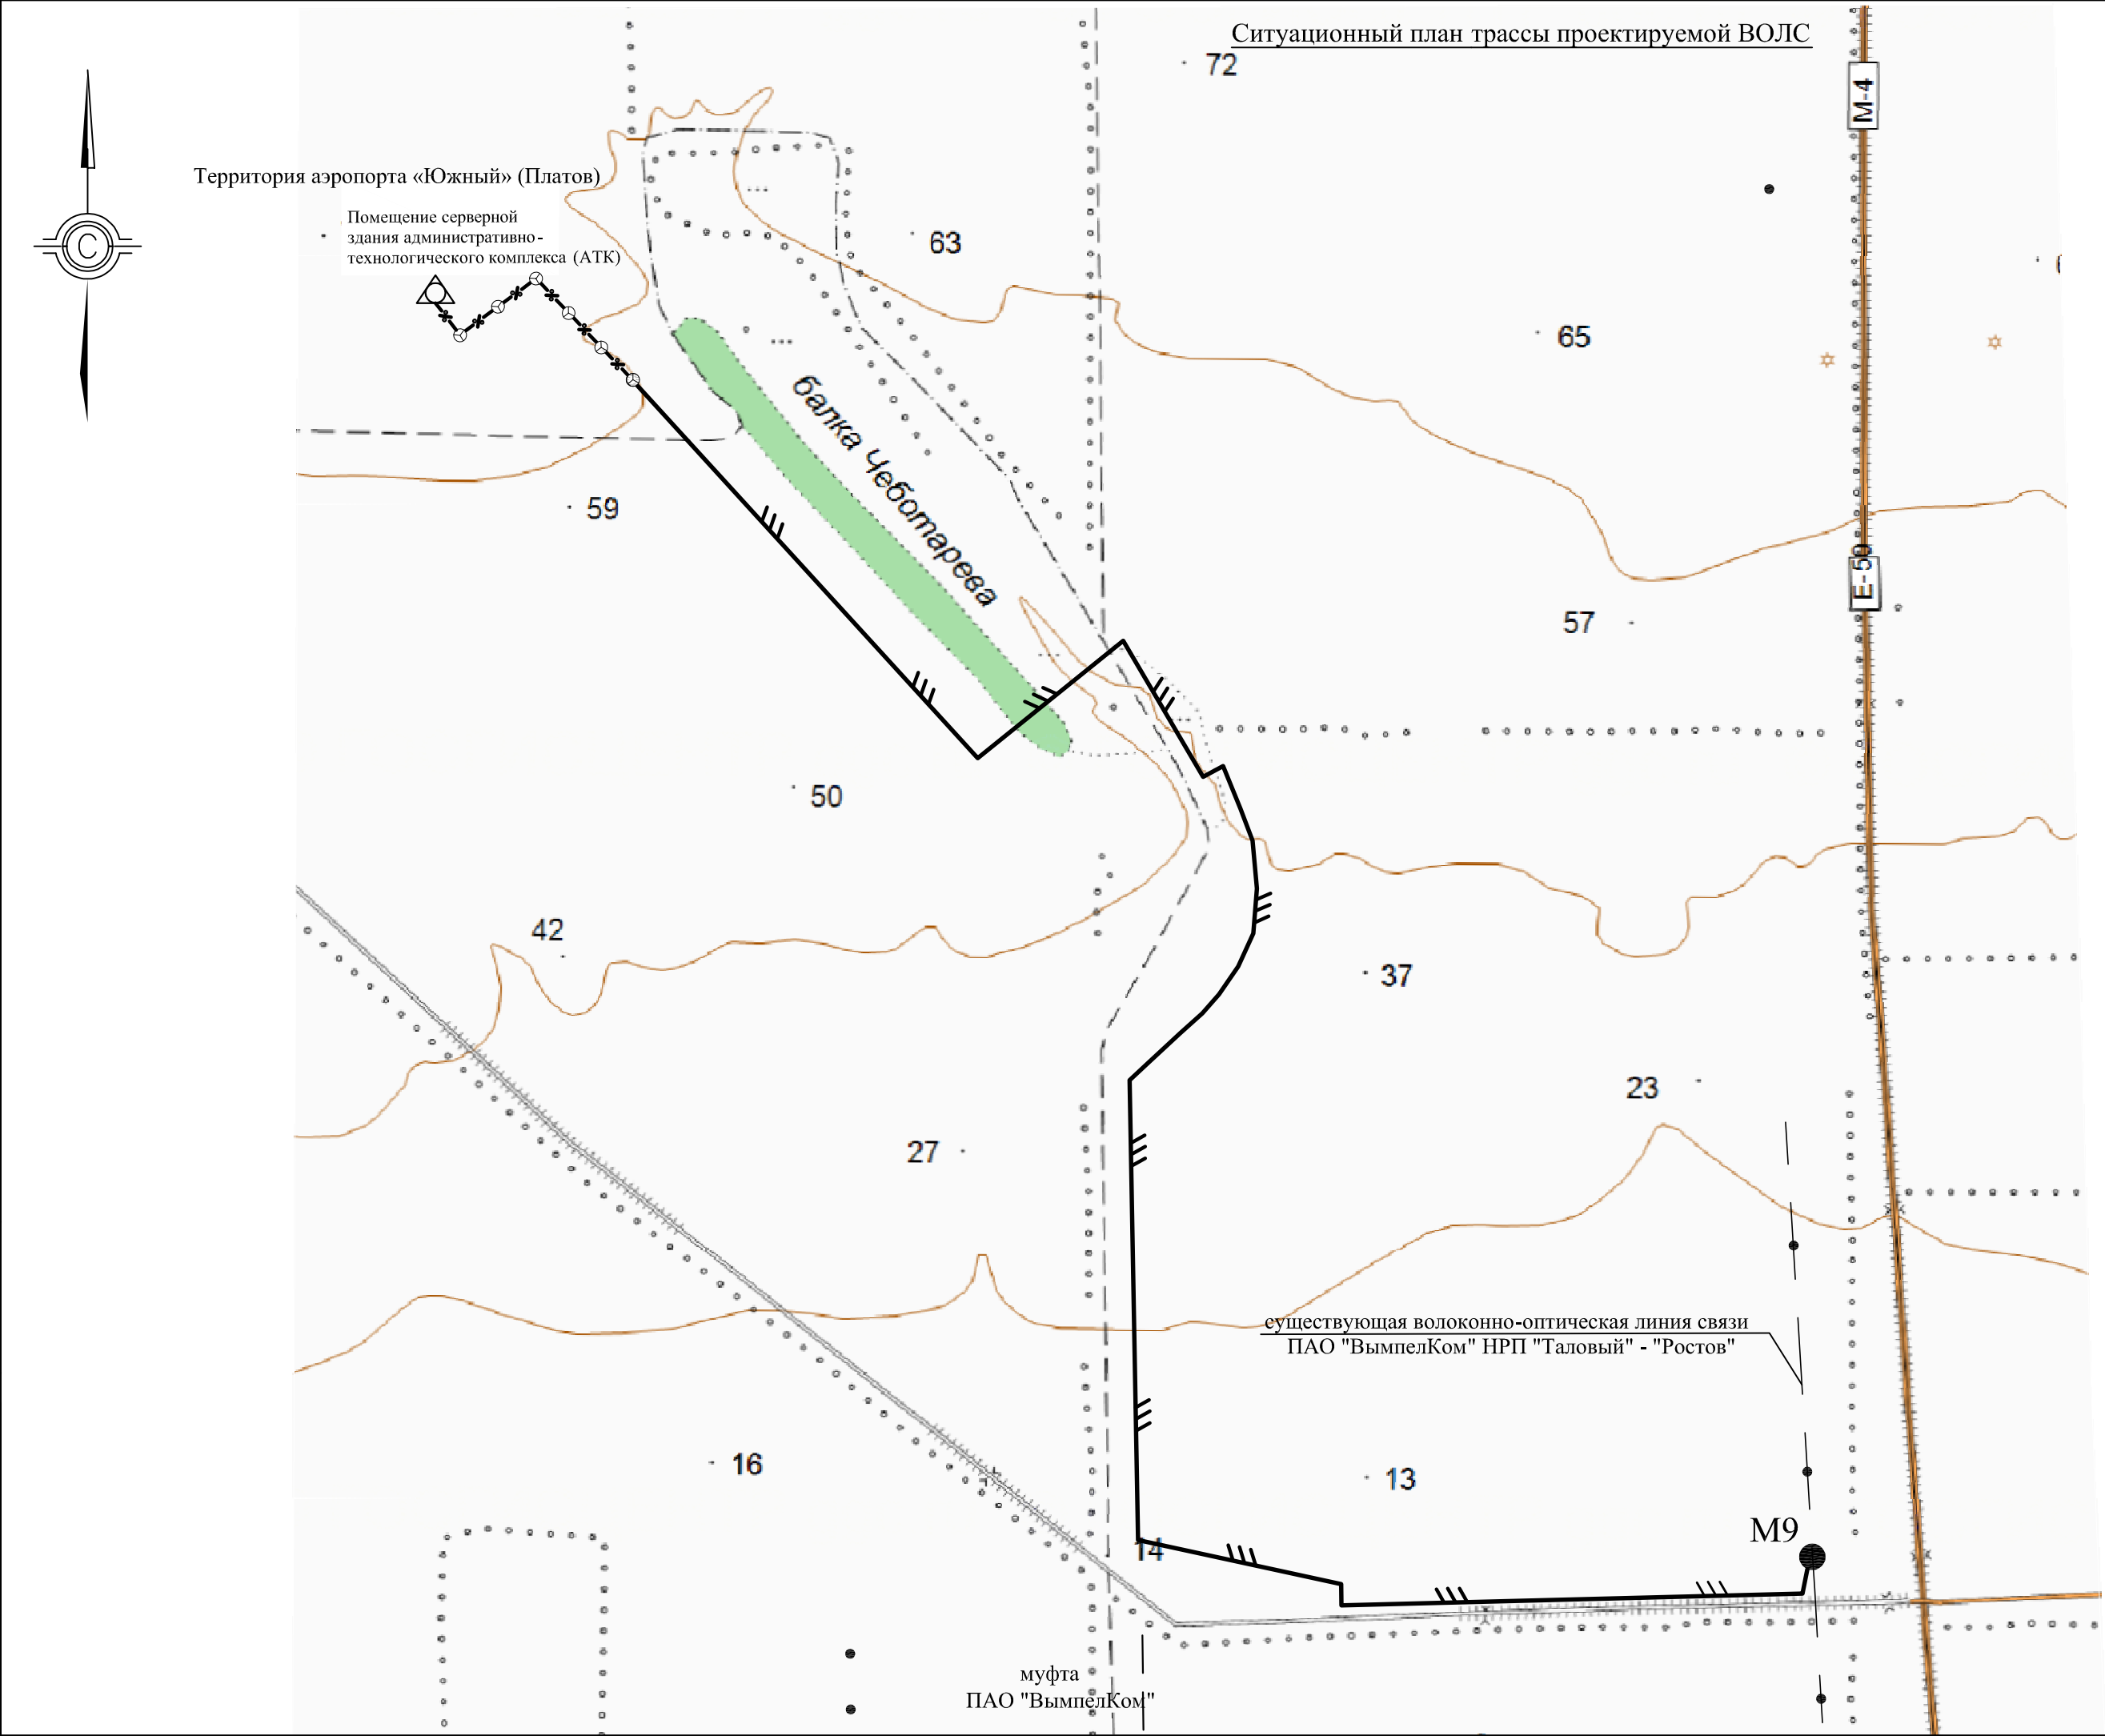 Ситуационный план трассы проектируемой ВОЛС
72
М-4
Территория аэропорта «Южный» (Платов)
Помещение серверной
здания административно-
технологического комплекса (АТК)
С
63
65
балка Чеботарева
59
57
Е-50
50
42
37
23
27
существующая волоконно-оптическая линия связи
ПАО "ВымпелКом" НРП "Таловый" - "Ростов"
16
13
М9
14
муфта
ПАО "ВымпелКом"